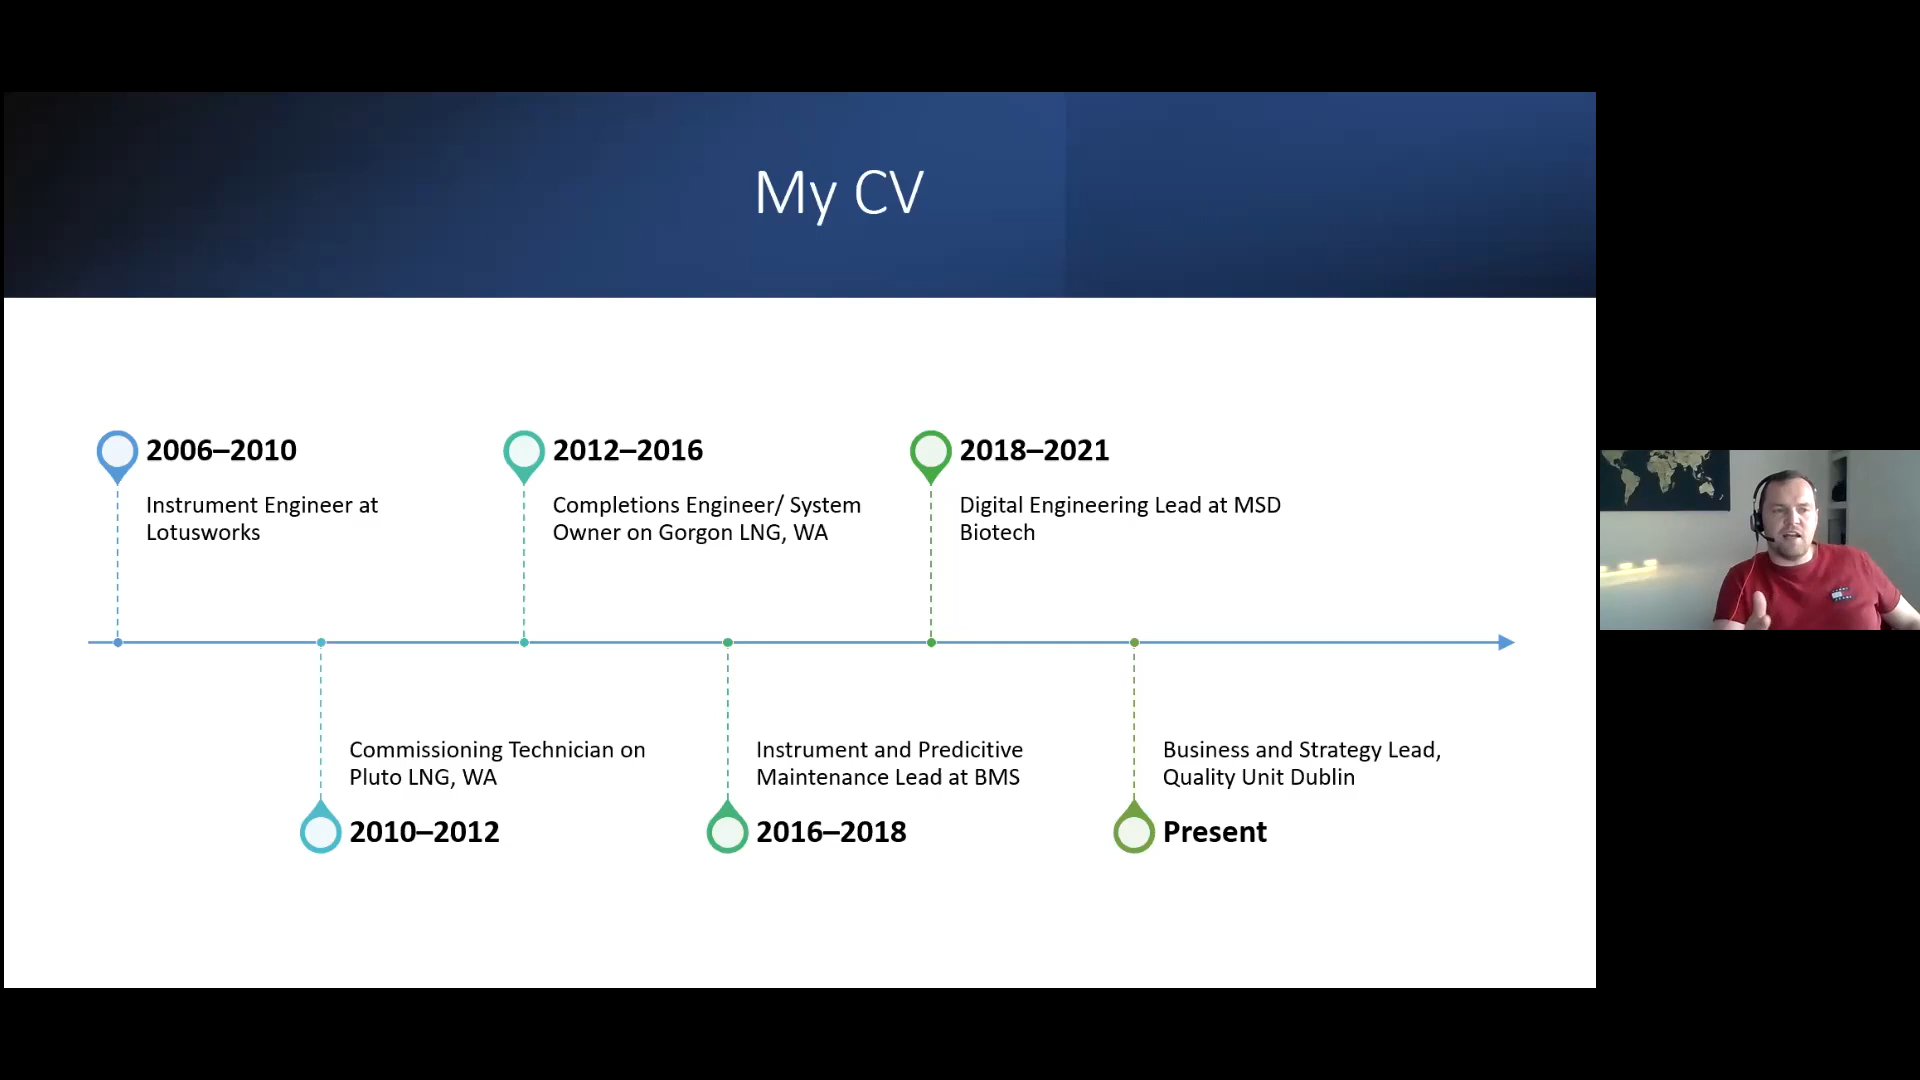 My CV
2006–2010
Instrument Engineer at
Lotusworks
2012–2016
Completions Engineer/ System
Owner on Gorgon LNG, WA
2018–2021
Digital Engineering Lead at MSD
Biotech
Commissioning Technician on
Pluto LNG, WA
2010–2012
Instrument and Predicitive
Maintenance Lead at BMS
2016–2018
Business and Strategy Lead,
Quality Unit Dublin
Present